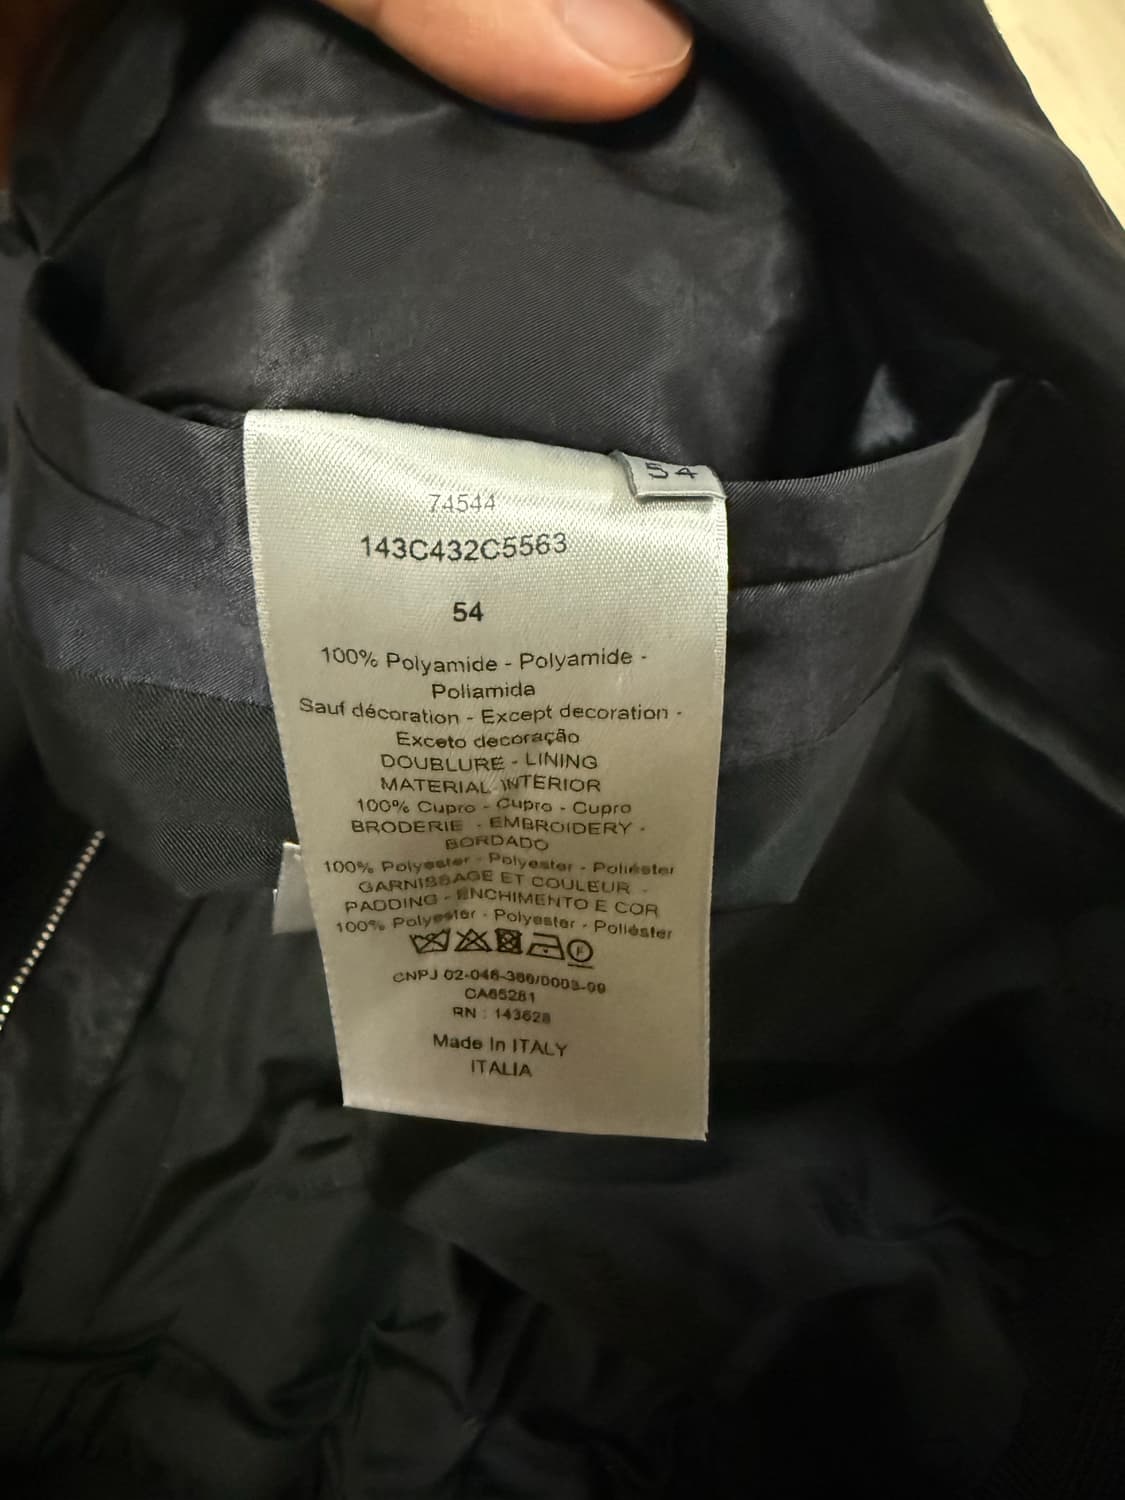 54
74544
143C432C5563
54
100% Polyamide - Polyamide -
Poliamida
Sauf décoration - Except decoration -
Exceto decoração
DOUBLURE - LINING
MATERIAL INTERIOR
100% Cupro - Cupro - Cupro
BRODERIE - EMBROIDERY -
BORDADO
100% Polyester - Polyester - Poliéster
GARNISSAGE ET COULEUR -
PADDING - ENCHIMENTO E COR
100% Polyester - Polyester - Poliéster
CNPJ 02-046-386/0003-99
CA65281
RN : 143628
Made In ITALY
ITALIA